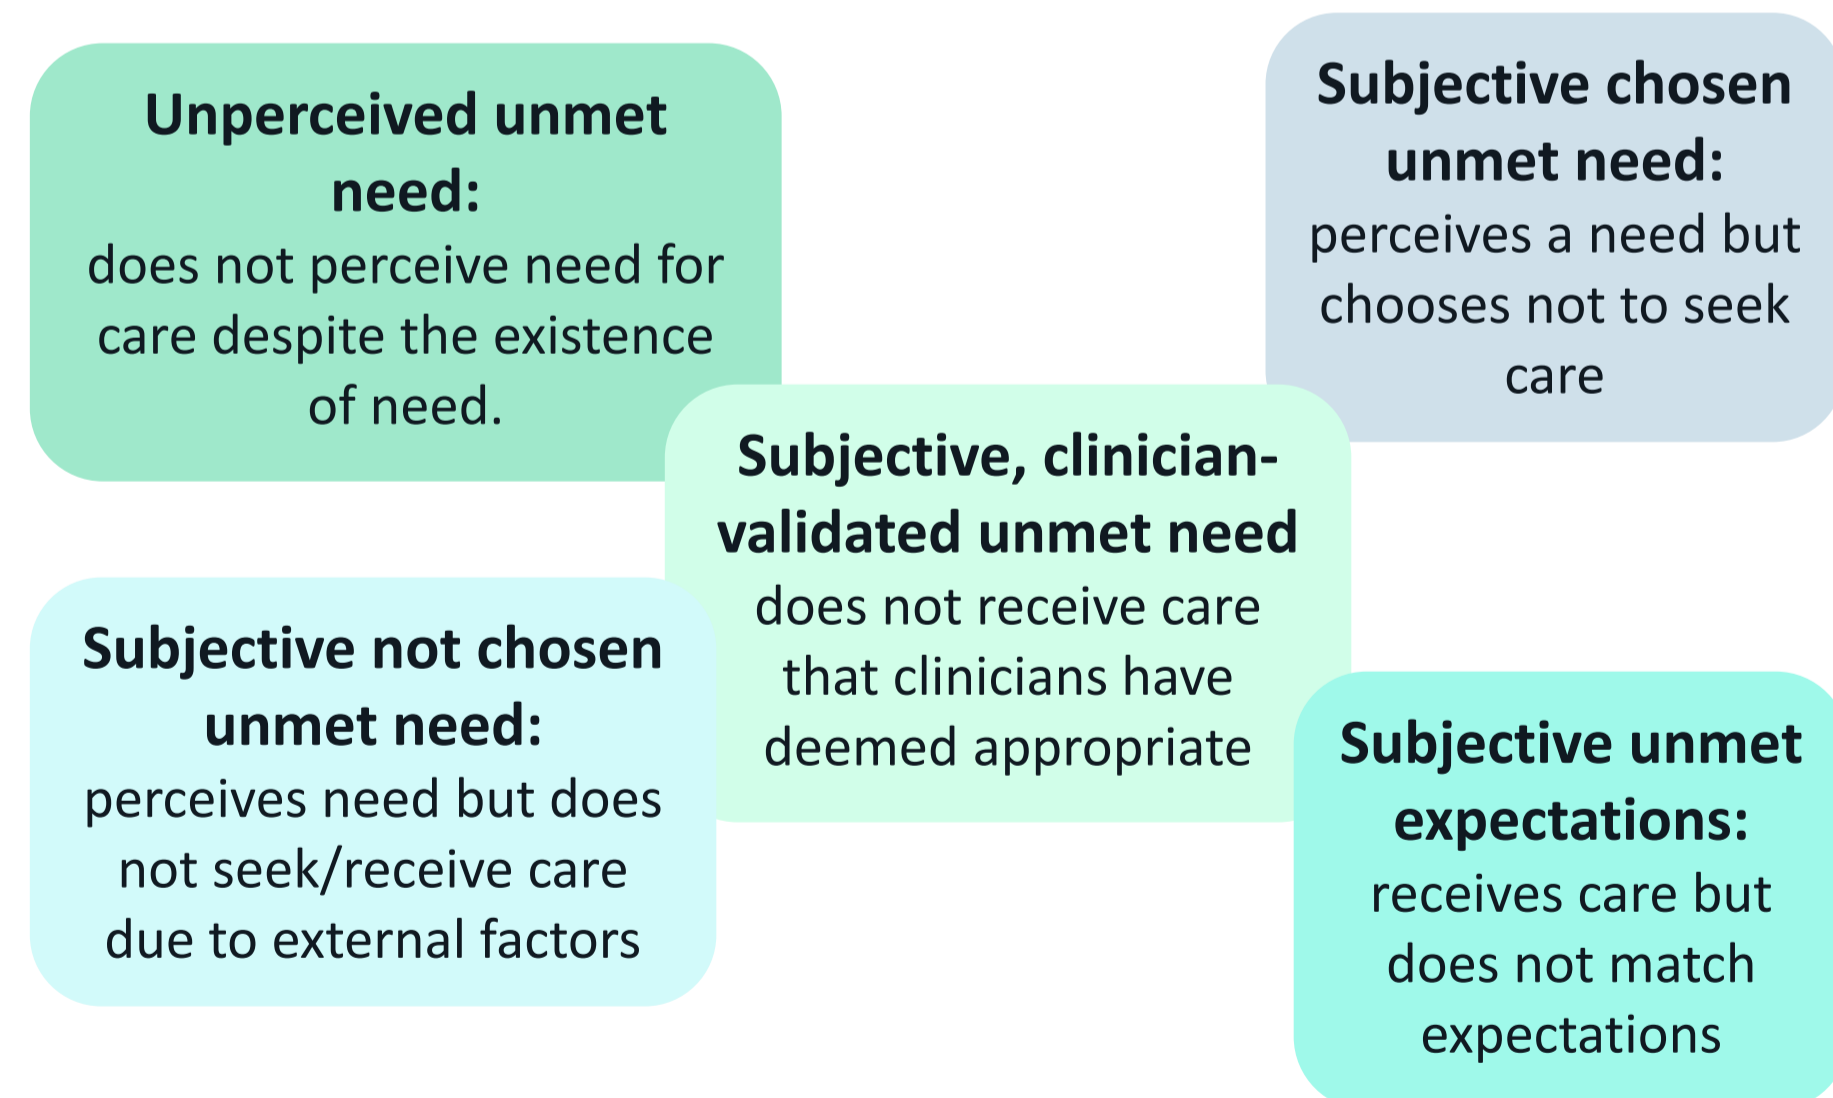 Unperceived unmet
need:
does not perceive need for
care despite the existence
of need.
Subjective chosen
unmet need:
perceives a need but
chooses not to seek
care
Subjective, clinician-
validated unmet need
does not receive care
that clinicians have
deemed appropriate
Subjective not chosen
unmet need:
perceives need but does
not seek/receive care
due to external factors
Subjective unmet
expectations:
receives care but
does not match
expectations